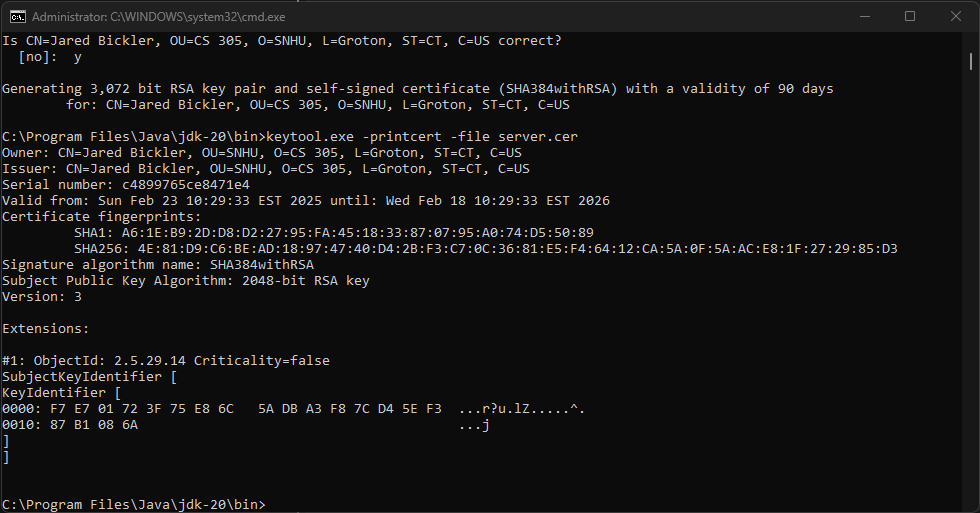 Administrator: C:\WINDOWS\system32\cmd.exe
Is CN=Jared Bickler, OU=CS 305, O=SNHU, L=Groton, ST=CT, C=US correct?
  [no]:  y

Generating 3,072 bit RSA key pair and self-signed certificate (SHA384withRSA) with a validity of 90 days
        for: CN=Jared Bickler, OU=CS 305, O=SNHU, L=Groton, ST=CT, C=US

C:\Program Files\Java\jdk-20\bin>keytool.exe -printcert -file server.cer
Owner: CN=Jared Bickler, OU=SNHU, O=CS 305, L=Groton, ST=CT, C=US
Issuer: CN=Jared Bickler, OU=SNHU, O=CS 305, L=Groton, ST=CT, C=US
Serial number: c4899765ce8471e4
Valid from: Sun Feb 23 10:29:33 EST 2025 until: Wed Feb 18 10:29:33 EST 2026
Certificate fingerprints:
         SHA1: A6:1E:B9:2D:D8:D2:27:95:FA:45:18:33:87:07:95:A0:74:D5:50:89
         SHA256: 4E:81:D9:C6:BE:AD:18:97:47:40:D4:2B:F3:C7:0C:36:81:E5:F4:64:12:CA:5A:0F:5A:AC:E8:1F:27:29:85:D3
Signature algorithm name: SHA384withRSA
Subject Public Key Algorithm: 2048-bit RSA key
Version: 3

Extensions:

#1: ObjectId: 2.5.29.14 Criticality=false
SubjectKeyIdentifier [
KeyIdentifier [
0000: F7 E7 01 72 3F 75 E8 6C   5A DB A3 F8 7C D4 5E F3  ...r?u.lZ.....^.
0010: 87 B1 08 6A                                        ...j
]
]

C:\Program Files\Java\jdk-20\bin>